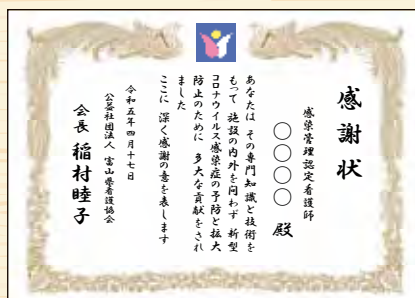 感謝状
感染管理認定看護師
〇〇〇〇 殿
あなたは その専門知識と技術を
もって 施設の内外を問わず 新型
コロナウイルス感染症の予防と拡大
防止のために 多大な貢献をされ
ました
ここに 深く感謝の意を表します
令和五年四月十七日
公益社団法人 富山県看護協会
会長 稲村睦子